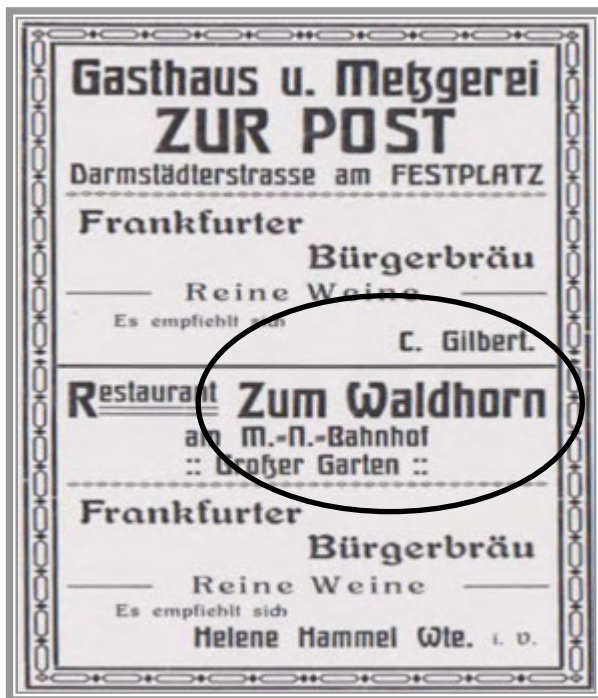 Gasthaus u. Metzgerei
ZUR POST
Darmstädterstrasse am FESTPLATZ
Frankfurter
Bürgerbräu
Reine Weine
Es empfiehlt sich
C. Gilbert.
Restaurant Zum Waldhorn
am M.-N.-Bahnhof
:: Großer Garten ::
Frankfurter
Bürgerbräu
Reine Weine
Es empfiehlt sich
Helene Hammel Wte. i. V.